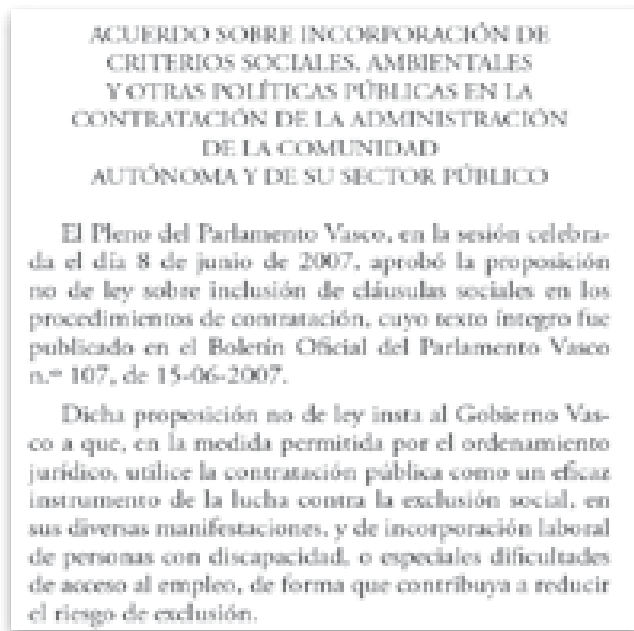 ACUERDO SOBRE INCORPORACIÓN DE
CRITERIOS SOCIALES, AMBIENTALES
Y OTRAS POLÍTICAS PÚBLICAS EN LA
CONTRATACIÓN DE LA ADMINISTRACIÓN
DE LA COMUNIDAD
AUTÓNOMA Y DE SU SECTOR PÚBLICO
El Pleno del Parlamento Vasco, en la sesión celebra-
da el día 8 de junio de 2007, aprobó la proposición
no de ley sobre inclusión de cláusulas sociales en los
procedimientos de contratación, cuyo texto íntegro fue
publicado en el Boletín Oficial del Parlamento Vasco
n.º 107, de 15-06-2007.
Dicha proposición no de ley insta al Gobierno Vas-
co a que, en la medida permitida por el ordenamiento
jurídico, utilice la contratación pública como un eficaz
instrumento de la lucha contra la exclusión social, en
sus diversas manifestaciones, y de incorporación laboral
de personas con discapacidad, o especiales dificultades
de acceso al empleo, de forma que contribuya a reducir
el riesgo de exclusión.